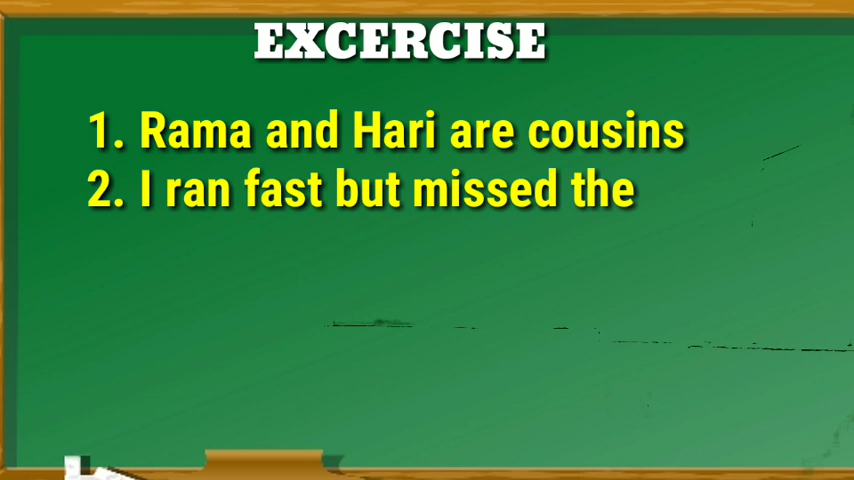 EXCERCISE
1. Rama and Hari are cousins
2. I ran fast but missed the